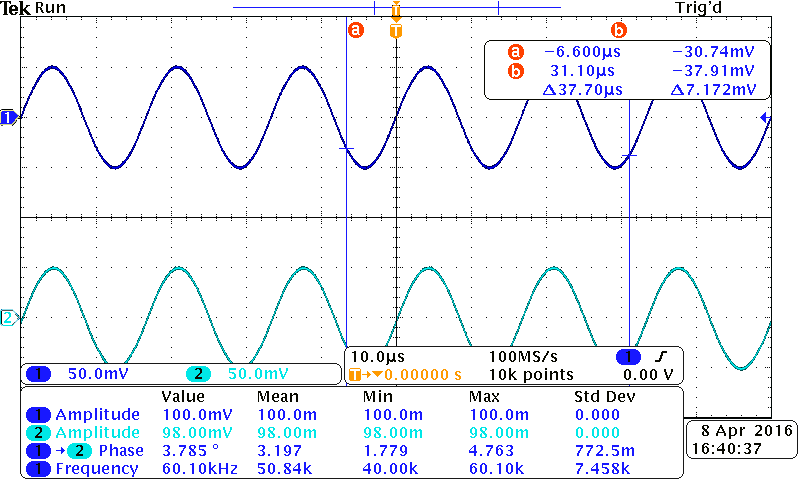 Tek Run Trig'd
T
a b
T
a −6.600µs −30.74mV
b 31.10µs −37.91mV
Δ37.70µs Δ7.172mV
1
2
1 50.0mV 2 50.0mV
10.0µs 100MS/s 1
T→▼0.00000 s 10k points 0.00 V
Value Mean Min Max Std Dev
1 Amplitude 100.0mV 100.0m 100.0m 100.0m 0.000
2 Amplitude 98.00mV 98.00m 98.00m 98.00m 0.000
1 → 2 Phase 3.785 ° 3.197 1.779 4.763 772.5m
1 Frequency 60.10kHz 50.84k 40.00k 60.10k 7.458k
8 Apr 2016
16:40:37